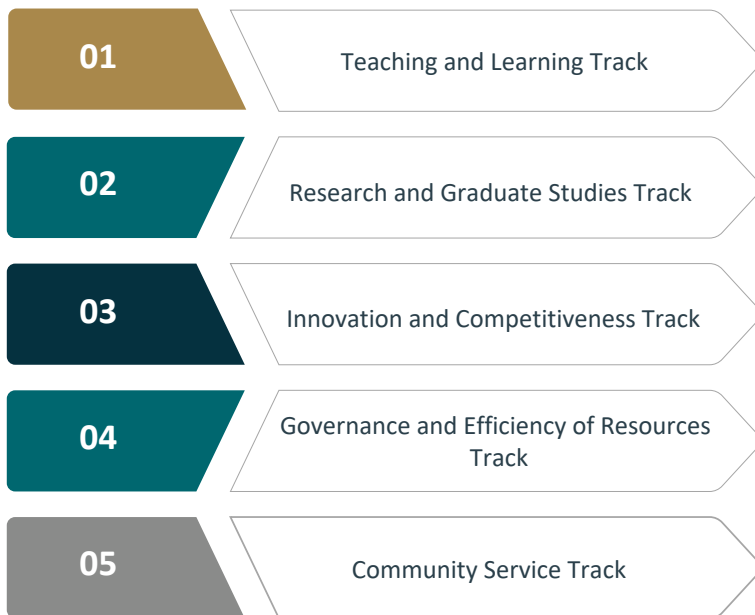 01
Teaching and Learning Track
02
Research and Graduate Studies Track
03
Innovation and Competitiveness Track
04
Governance and Efficiency of Resources
Track
05
Community Service Track